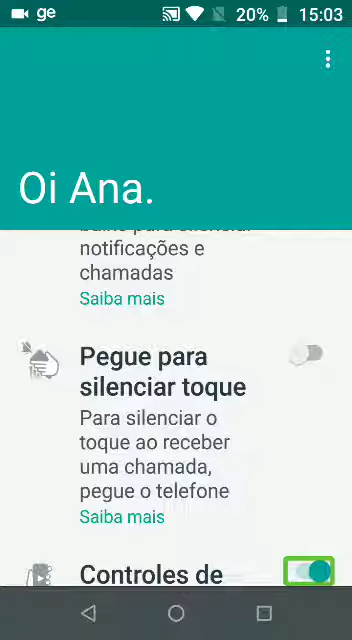 ge 20% 15:03
Oi Ana.
notificações e
chamadas
Saiba mais
Pegue para
silenciar toque
Para silenciar o
toque ao receber
uma chamada,
pegue o telefone
Saiba mais
Controles de